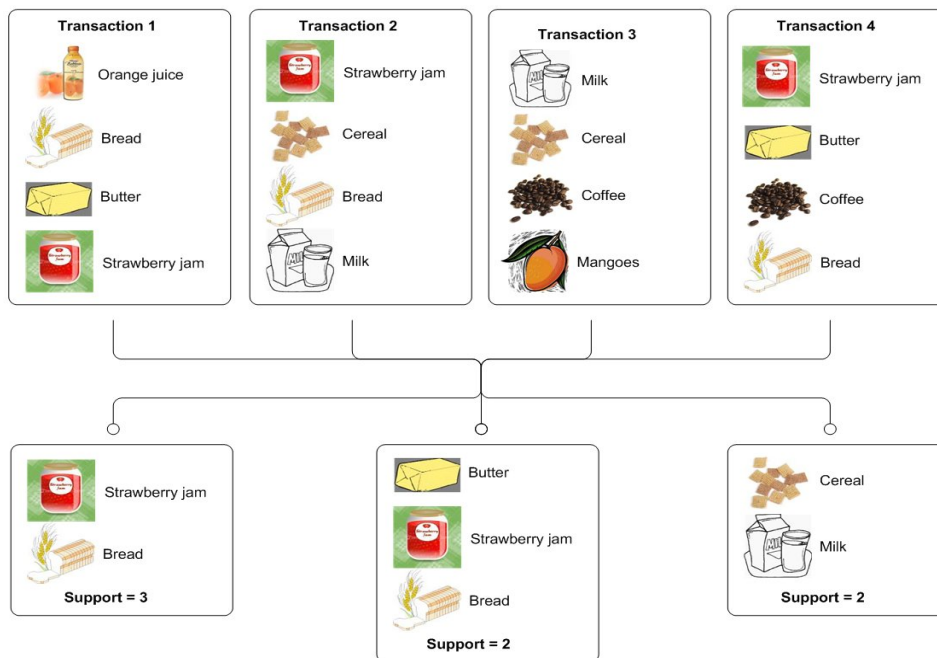 Transaction 1
Orange juice
Bread
Butter
Strawberry jam
Transaction 2
Strawberry jam
Cereal
Bread
Milk
Transaction 3
Milk
Cereal
Coffee
Mangoes
Transaction 4
Strawberry jam
Butter
Coffee
Bread
Strawberry jam
Bread
Support = 3
Butter
Strawberry jam
Bread
Support = 2
Cereal
Milk
Support = 2